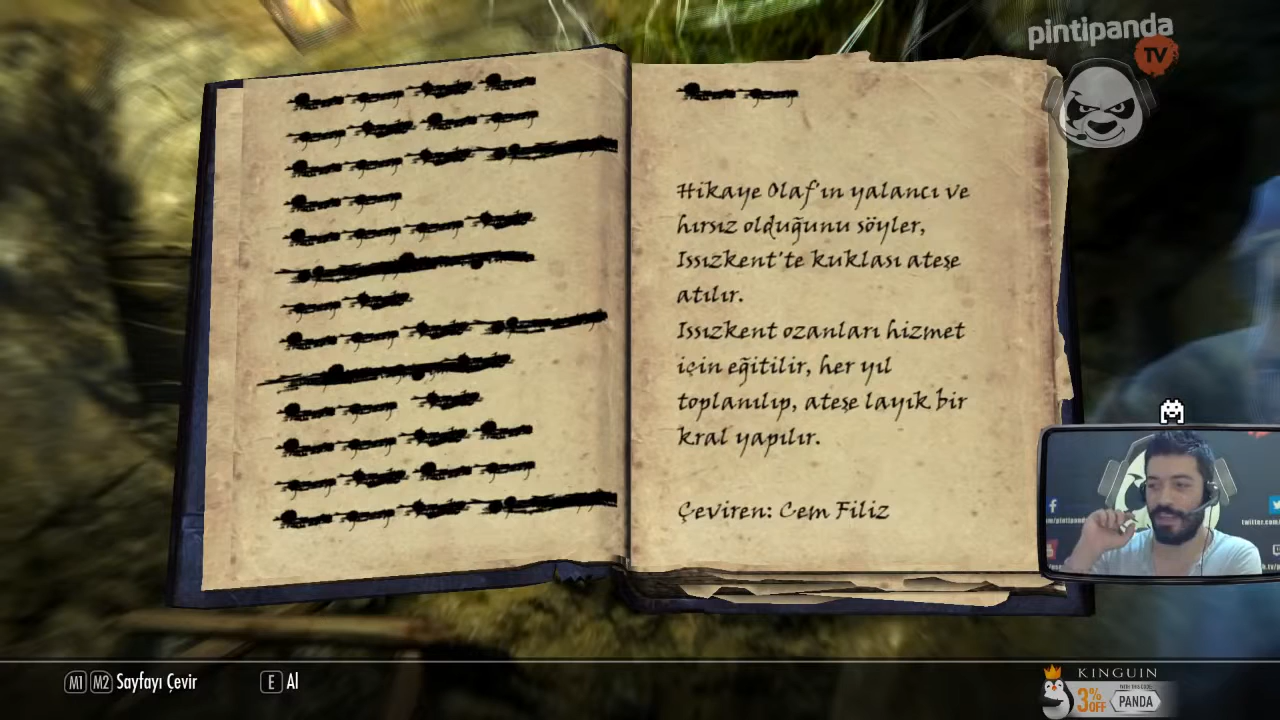 pintipanda
TV
Hikaye Olaf'ın yalancı ve
hırsız olduğunu söyler,
Issızkent'te kuklası ateşe
atılır.
Issızkent ozanları hizmet
için eğitilir, her yıl
toplanılıp, ateşe layık bir
kral yapılır.
Çeviren: Cem Filiz
M1 M2 Sayfayı Çevir
E Al
KINGUIN
3% OFF
PANDA